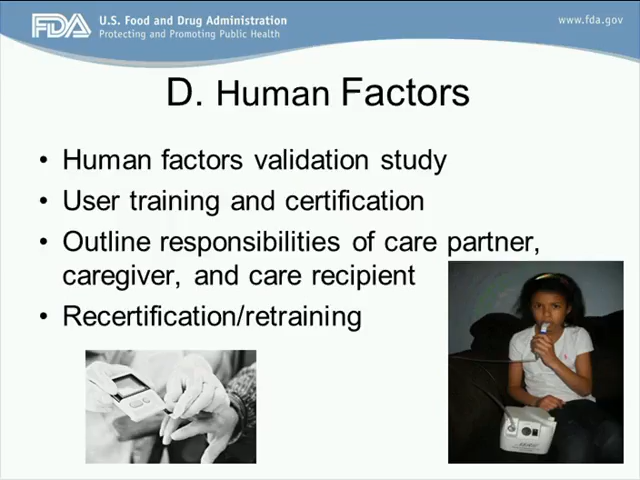 FDA
U.S. Food and Drug Administration
Protecting and Promoting Public Health
www.fda.gov
D. Human Factors
• Human factors validation study
• User training and certification
• Outline responsibilities of care partner,
caregiver, and care recipient
• Recertification/retraining